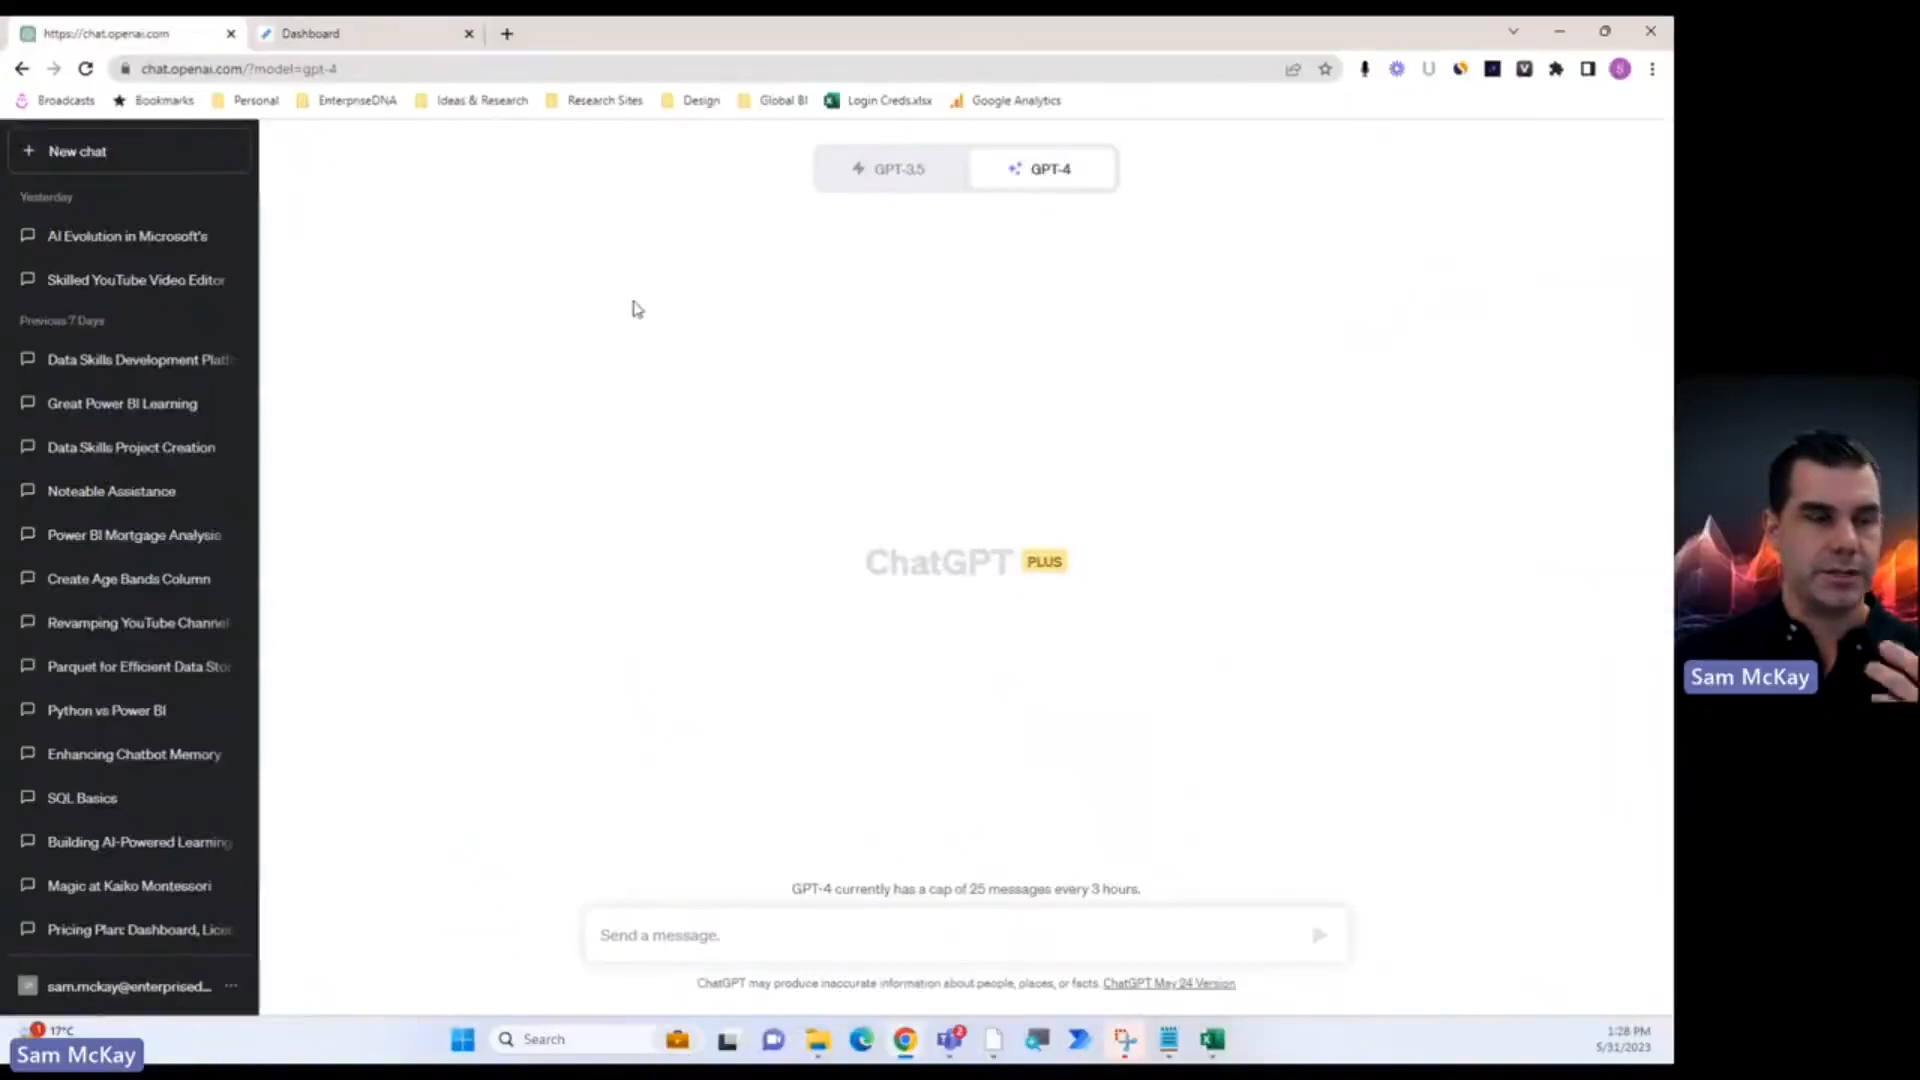 https://chat.openai.com
Dashboard
chat.openai.com/?model=gpt-4
Broadcasts
Bookmarks
Personal
EnterpriseDNA
Ideas & Research
Research Sites
Design
Global BI
Login Creds.xlsx
Google Analytics
New chat
GPT-3.5
GPT-4
Yesterday
AI Evolution in Microsoft's
Skilled YouTube Video Editor
Previous 7 Days
Data Skills Development Platf
Great Power BI Learning
Data Skills Project Creation
Noteable Assistance
Power BI Mortgage Analysis
Create Age Bands Column
Revamping YouTube Channel
Parquet for Efficient Data Stor
Python vs Power BI
Enhancing Chatbot Memory
SQL Basics
Building AI-Powered Learning
Magic at Kaiko Montessori
Pricing Plan: Dashboard, Licen
sam.mckay@enterprised...
ChatGPT PLUS
GPT-4 currently has a cap of 25 messages every 3 hours.
Send a message.
ChatGPT may produce inaccurate information about people, places, or facts. ChatGPT May 24 Version
Sam McKay
1
17°C
Search
2
1:28 PM
5/31/2023
Sam McKay